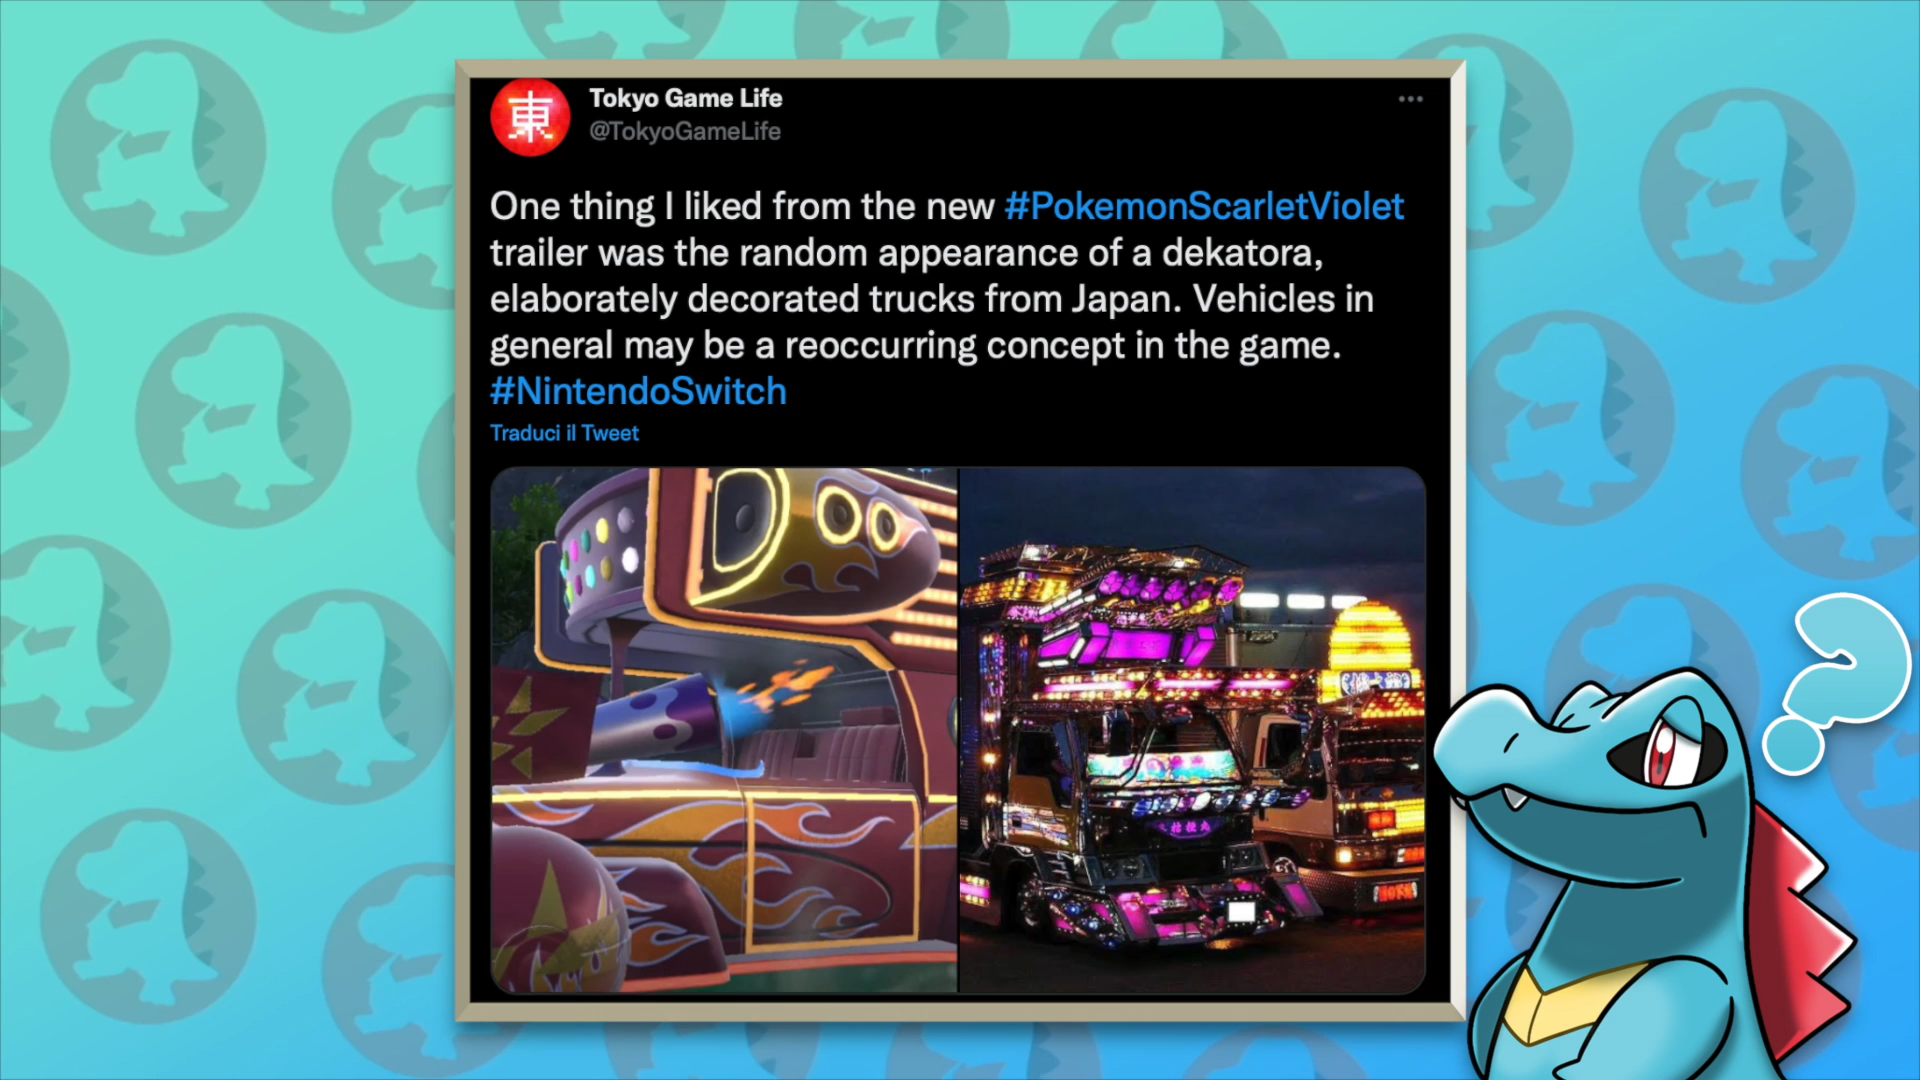 東
Tokyo Game Life
@TokyoGameLife
One thing I liked from the new #PokemonScarletViolet
trailer was the random appearance of a dekatora,
elaborately decorated trucks from Japan. Vehicles in
general may be a reoccurring concept in the game.
#NintendoSwitch
Traduci il Tweet